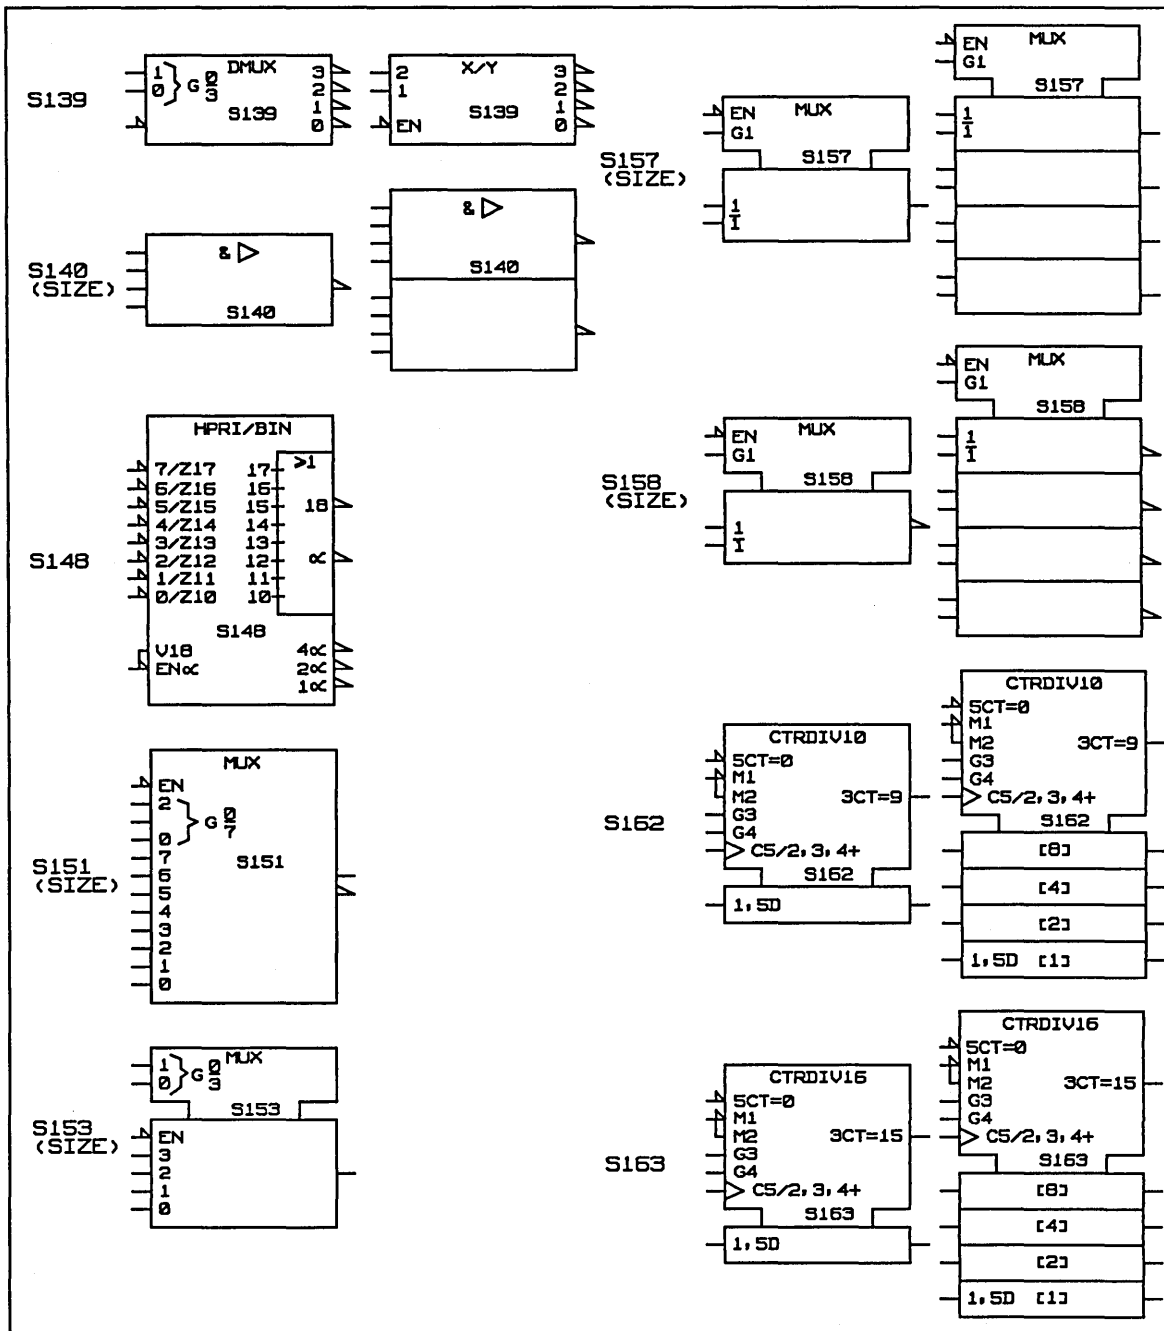 S139
DMUX
1
0
} G 0/3
3
2
1
0
S139
X/Y
2
1
EN
3
2
1
0
S139
S140
(SIZE)
& ▷
S140
& ▷
S140
S148
HPRI/BIN
7/Z17 17
6/Z16 16
5/Z15 15
4/Z14 14
3/Z13 13
2/Z12 12
1/Z11 11
0/Z10 10
>1
18
α
S148
V18
ENα
4α
2α
1α
S151
(SIZE)
MUX
EN
2
0
} G 0/7
7
6
5
4
3
2
1
0
S151
S153
(SIZE)
MUX
1
0
} G 0/3
S153
EN
3
2
1
0
S157
(SIZE)
EN MUX
G1
S157
1
1
EN MUX
G1
S157
1
1
S158
(SIZE)
EN MUX
G1
S158
1
1
EN MUX
G1
S158
1
1
S162
CTRDIV10
5CT=0
M1
M2 3CT=9
G3
G4
C5/2,3,4+
S162
1,5D
CTRDIV10
5CT=0
M1
M2 3CT=9
G3
G4
C5/2,3,4+
S162
[8]
[4]
[2]
1,5D [1]
S163
CTRDIV16
5CT=0
M1
M2 3CT=15
G3
G4
C5/2,3,4+
S163
1,5D
CTRDIV16
5CT=0
M1
M2 3CT=15
G3
G4
C5/2,3,4+
S163
[8]
[4]
[2]
1,5D [1]